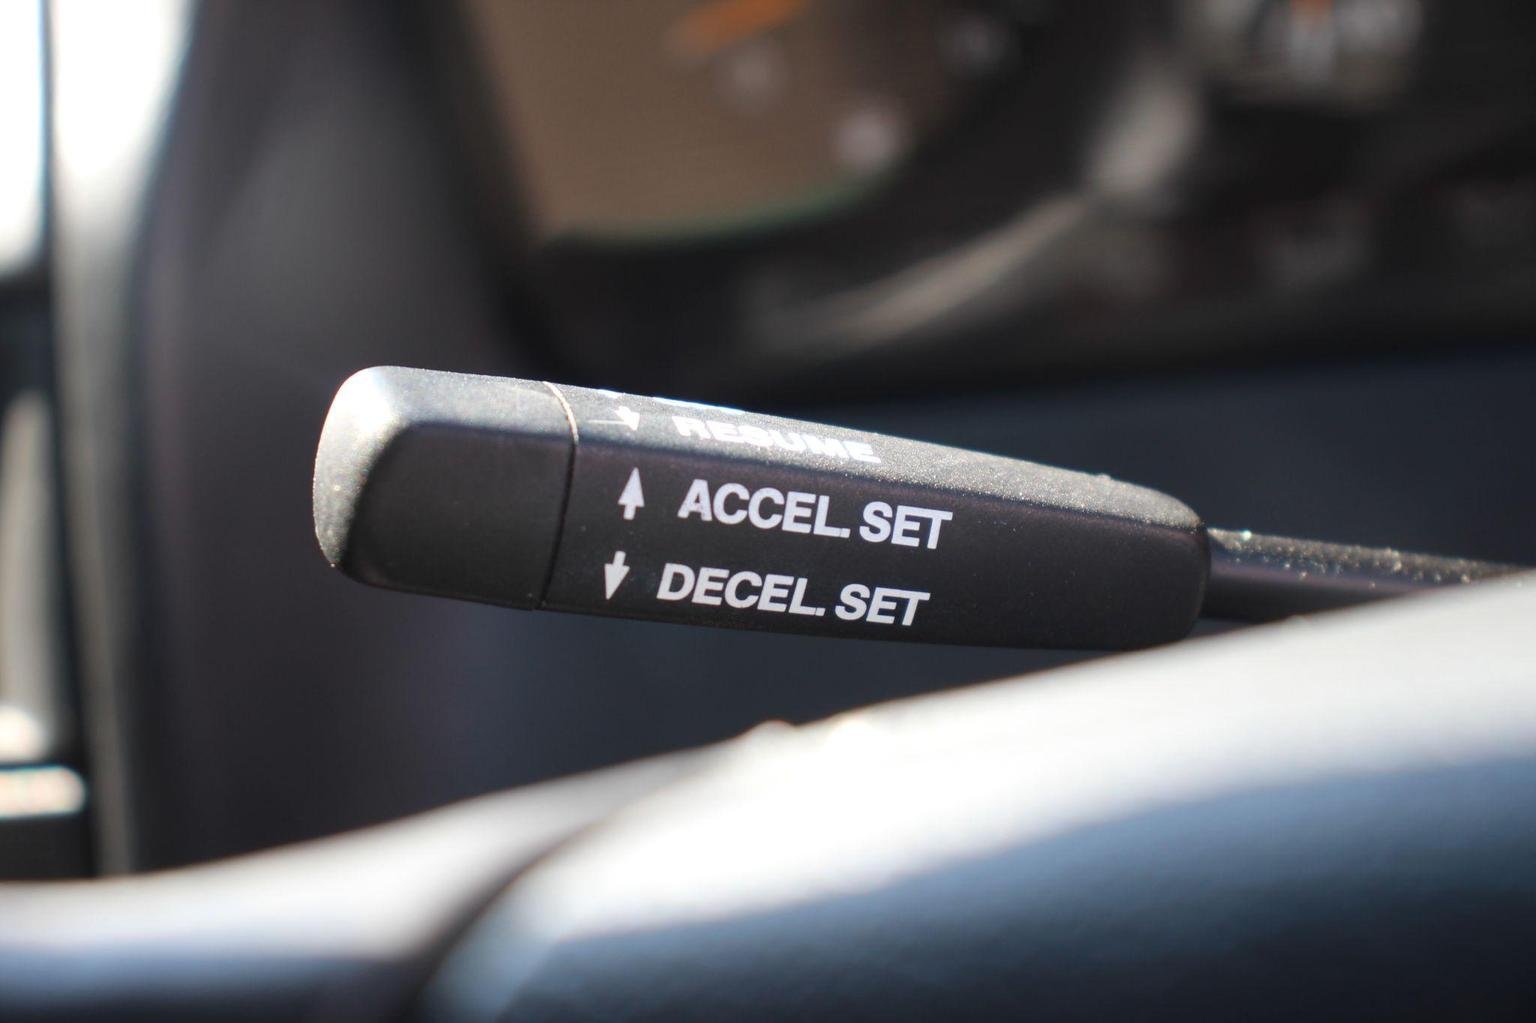 RESUME
ACCEL. SET
DECEL. SET